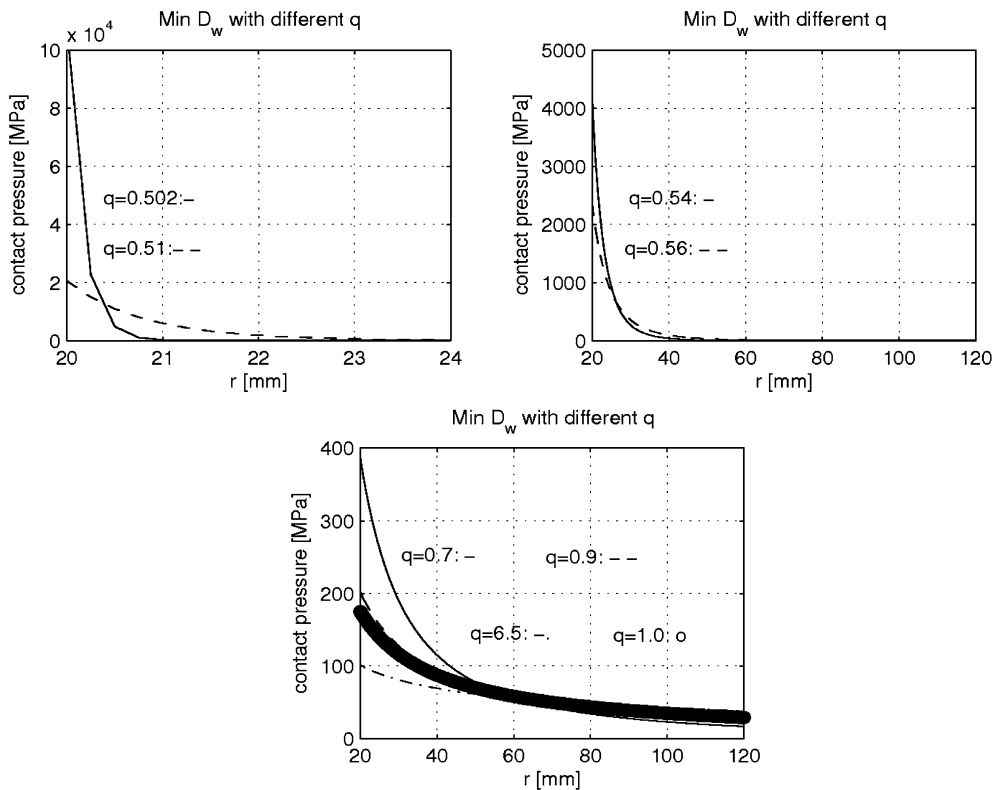 Min D_w with different q
x 10^4
contact pressure [MPa]
10
8
6
4
2
0
q=0.502:–
q=0.51:– –
20 21 22 23 24
r [mm]
Min D_w with different q
contact pressure [MPa]
5000
4000
3000
2000
1000
0
q=0.54: –
q=0.56: – –
20 40 60 80 100 120
r [mm]
Min D_w with different q
contact pressure [MPa]
400
300
200
100
0
q=0.7: – q=0.9: – –
q=6.5: –. q=1.0: o
20 40 60 80 100 120
r [mm]